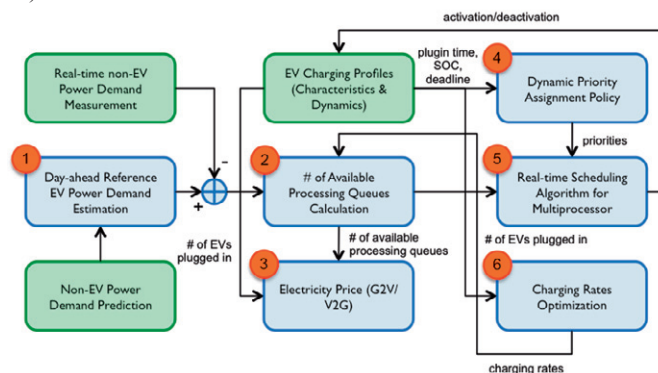 activation/deactivation
Real-time non-EV
Power Demand
Measurement
EV Charging Profiles
(Characteristics &
Dynamics)
plugin time,
SOC,
deadline
4
Dynamic Priority
Assignment Policy
priorities
1
Day-ahead Reference
EV Power Demand
Estimation
-
+
2
# of Available
Processing Queues
Calculation
5
Real-time Scheduling
Algorithm for
Multiprocessor
# of EVs
plugged in
# of available
processing queues
# of EVs plugged in
Non-EV Power
Demand Prediction
3
Electricity Price (G2V/
V2G)
6
Charging Rates
Optimization
charging rates